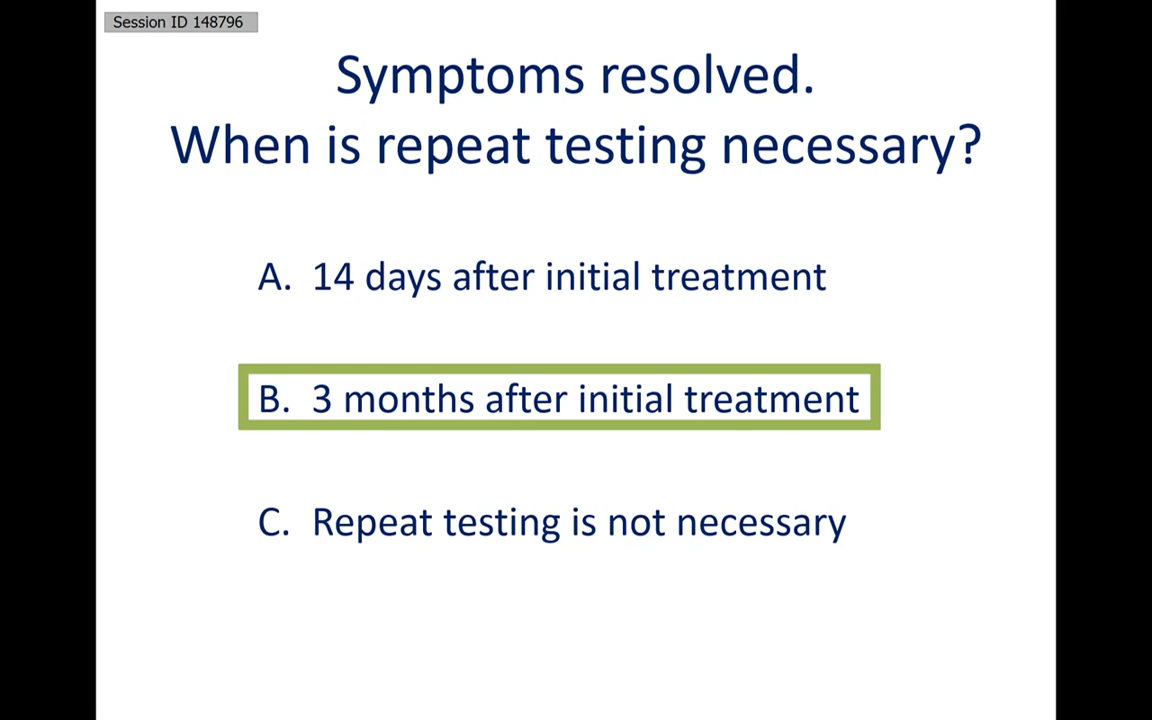 Session ID 148796
Symptoms resolved.
When is repeat testing necessary?
A. 14 days after initial treatment
B. 3 months after initial treatment
C. Repeat testing is not necessary